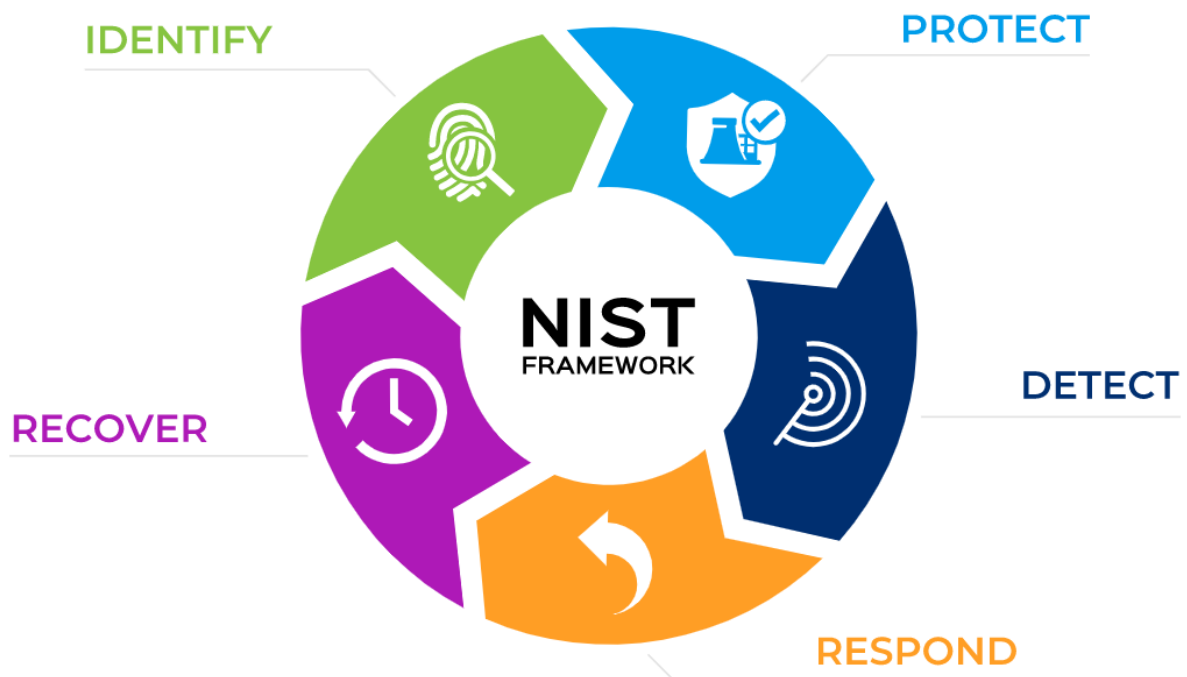 IDENTIFY
PROTECT
NIST
FRAMEWORK
DETECT
RECOVER
RESPOND